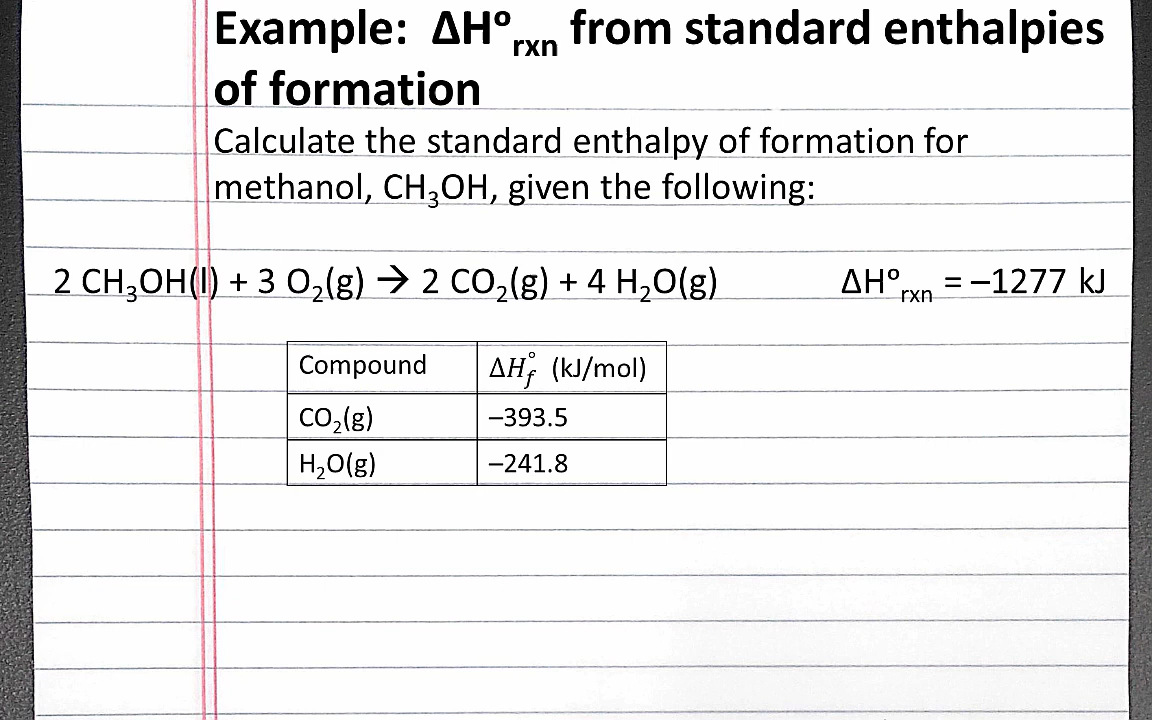 Example: ΔH°rxn from standard enthalpies
of formation
Calculate the standard enthalpy of formation for
methanol, CH₃OH, given the following:
2 CH₃OH(l) + 3 O₂(g) → 2 CO₂(g) + 4 H₂O(g) ΔH°rxn = –1277 kJ
Compound ΔH°f (kJ/mol)
CO₂(g) –393.5
H₂O(g) –241.8